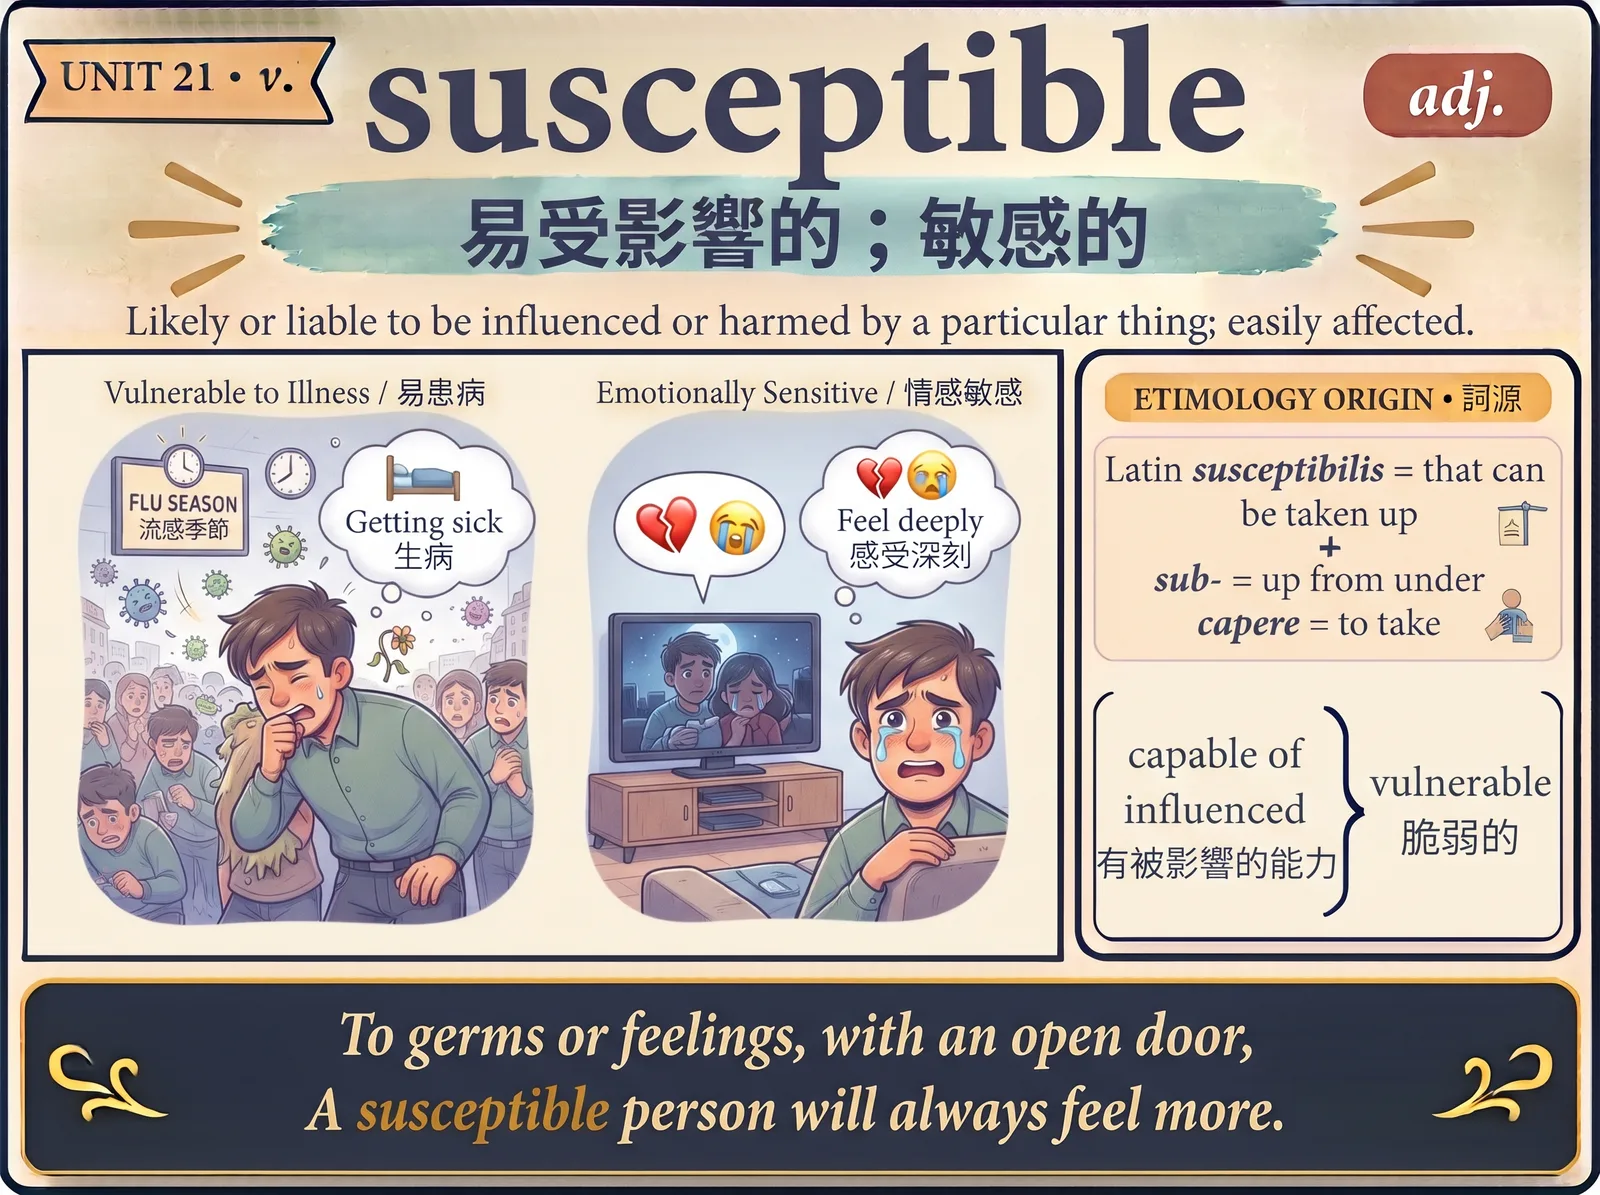 UNIT 21 • v.
susceptible
adj.
易受影響的；敏感的
Likely or liable to be influenced or harmed by a particular thing; easily affected.
Vulnerable to Illness / 易患病
FLU SEASON
流感季節
Getting sick
生病
Emotionally Sensitive / 情感敏感
Feel deeply
感受深刻
ETIMOLOGY ORIGIN • 詞源
Latin susceptibilis = that can
be taken up
+
sub- = up from under
capere = to take
capable of
influenced
有被影響的能力
vulnerable
脆弱的
To germs or feelings, with an open door,
A susceptible person will always feel more.